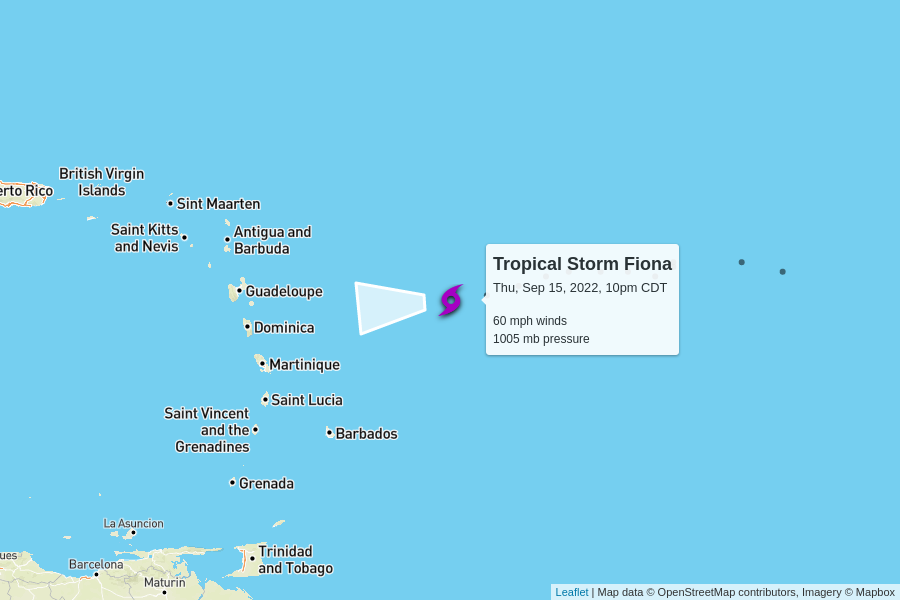 British Virgin
Islands
erto Rico
Sint Maarten
Saint Kitts
and Nevis
Antigua and
Barbuda
Guadeloupe
Dominica
Martinique
Saint Lucia
Saint Vincent
and the
Grenadines
Barbados
Grenada
La Asuncion
Trinidad
and Tobago
ues
Barcelona
Maturin
Tropical Storm Fiona
Thu, Sep 15, 2022, 10pm CDT
60 mph winds
1005 mb pressure
Leaflet | Map data © OpenStreetMap contributors, Imagery © Mapbox